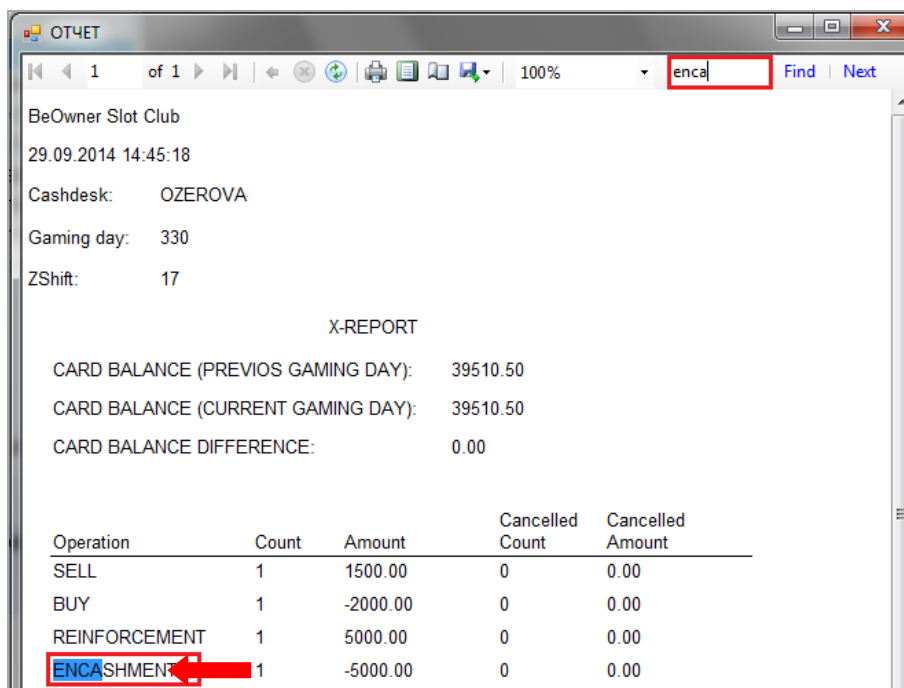 ОТЧЕТ
1 of 1 100% enca Find | Next
BeOwner Slot Club
29.09.2014 14:45:18
Cashdesk: OZEROVA
Gaming day: 330
ZShift: 17
X-REPORT
CARD BALANCE (PREVIOS GAMING DAY): 39510.50
CARD BALANCE (CURRENT GAMING DAY): 39510.50
CARD BALANCE DIFFERENCE: 0.00
Operation Count Amount Cancelled Count Cancelled Amount
SELL 1 1500.00 0 0.00
BUY 1 -2000.00 0 0.00
REINFORCEMENT 1 5000.00 0 0.00
ENCASHMENT 1 -5000.00 0 0.00